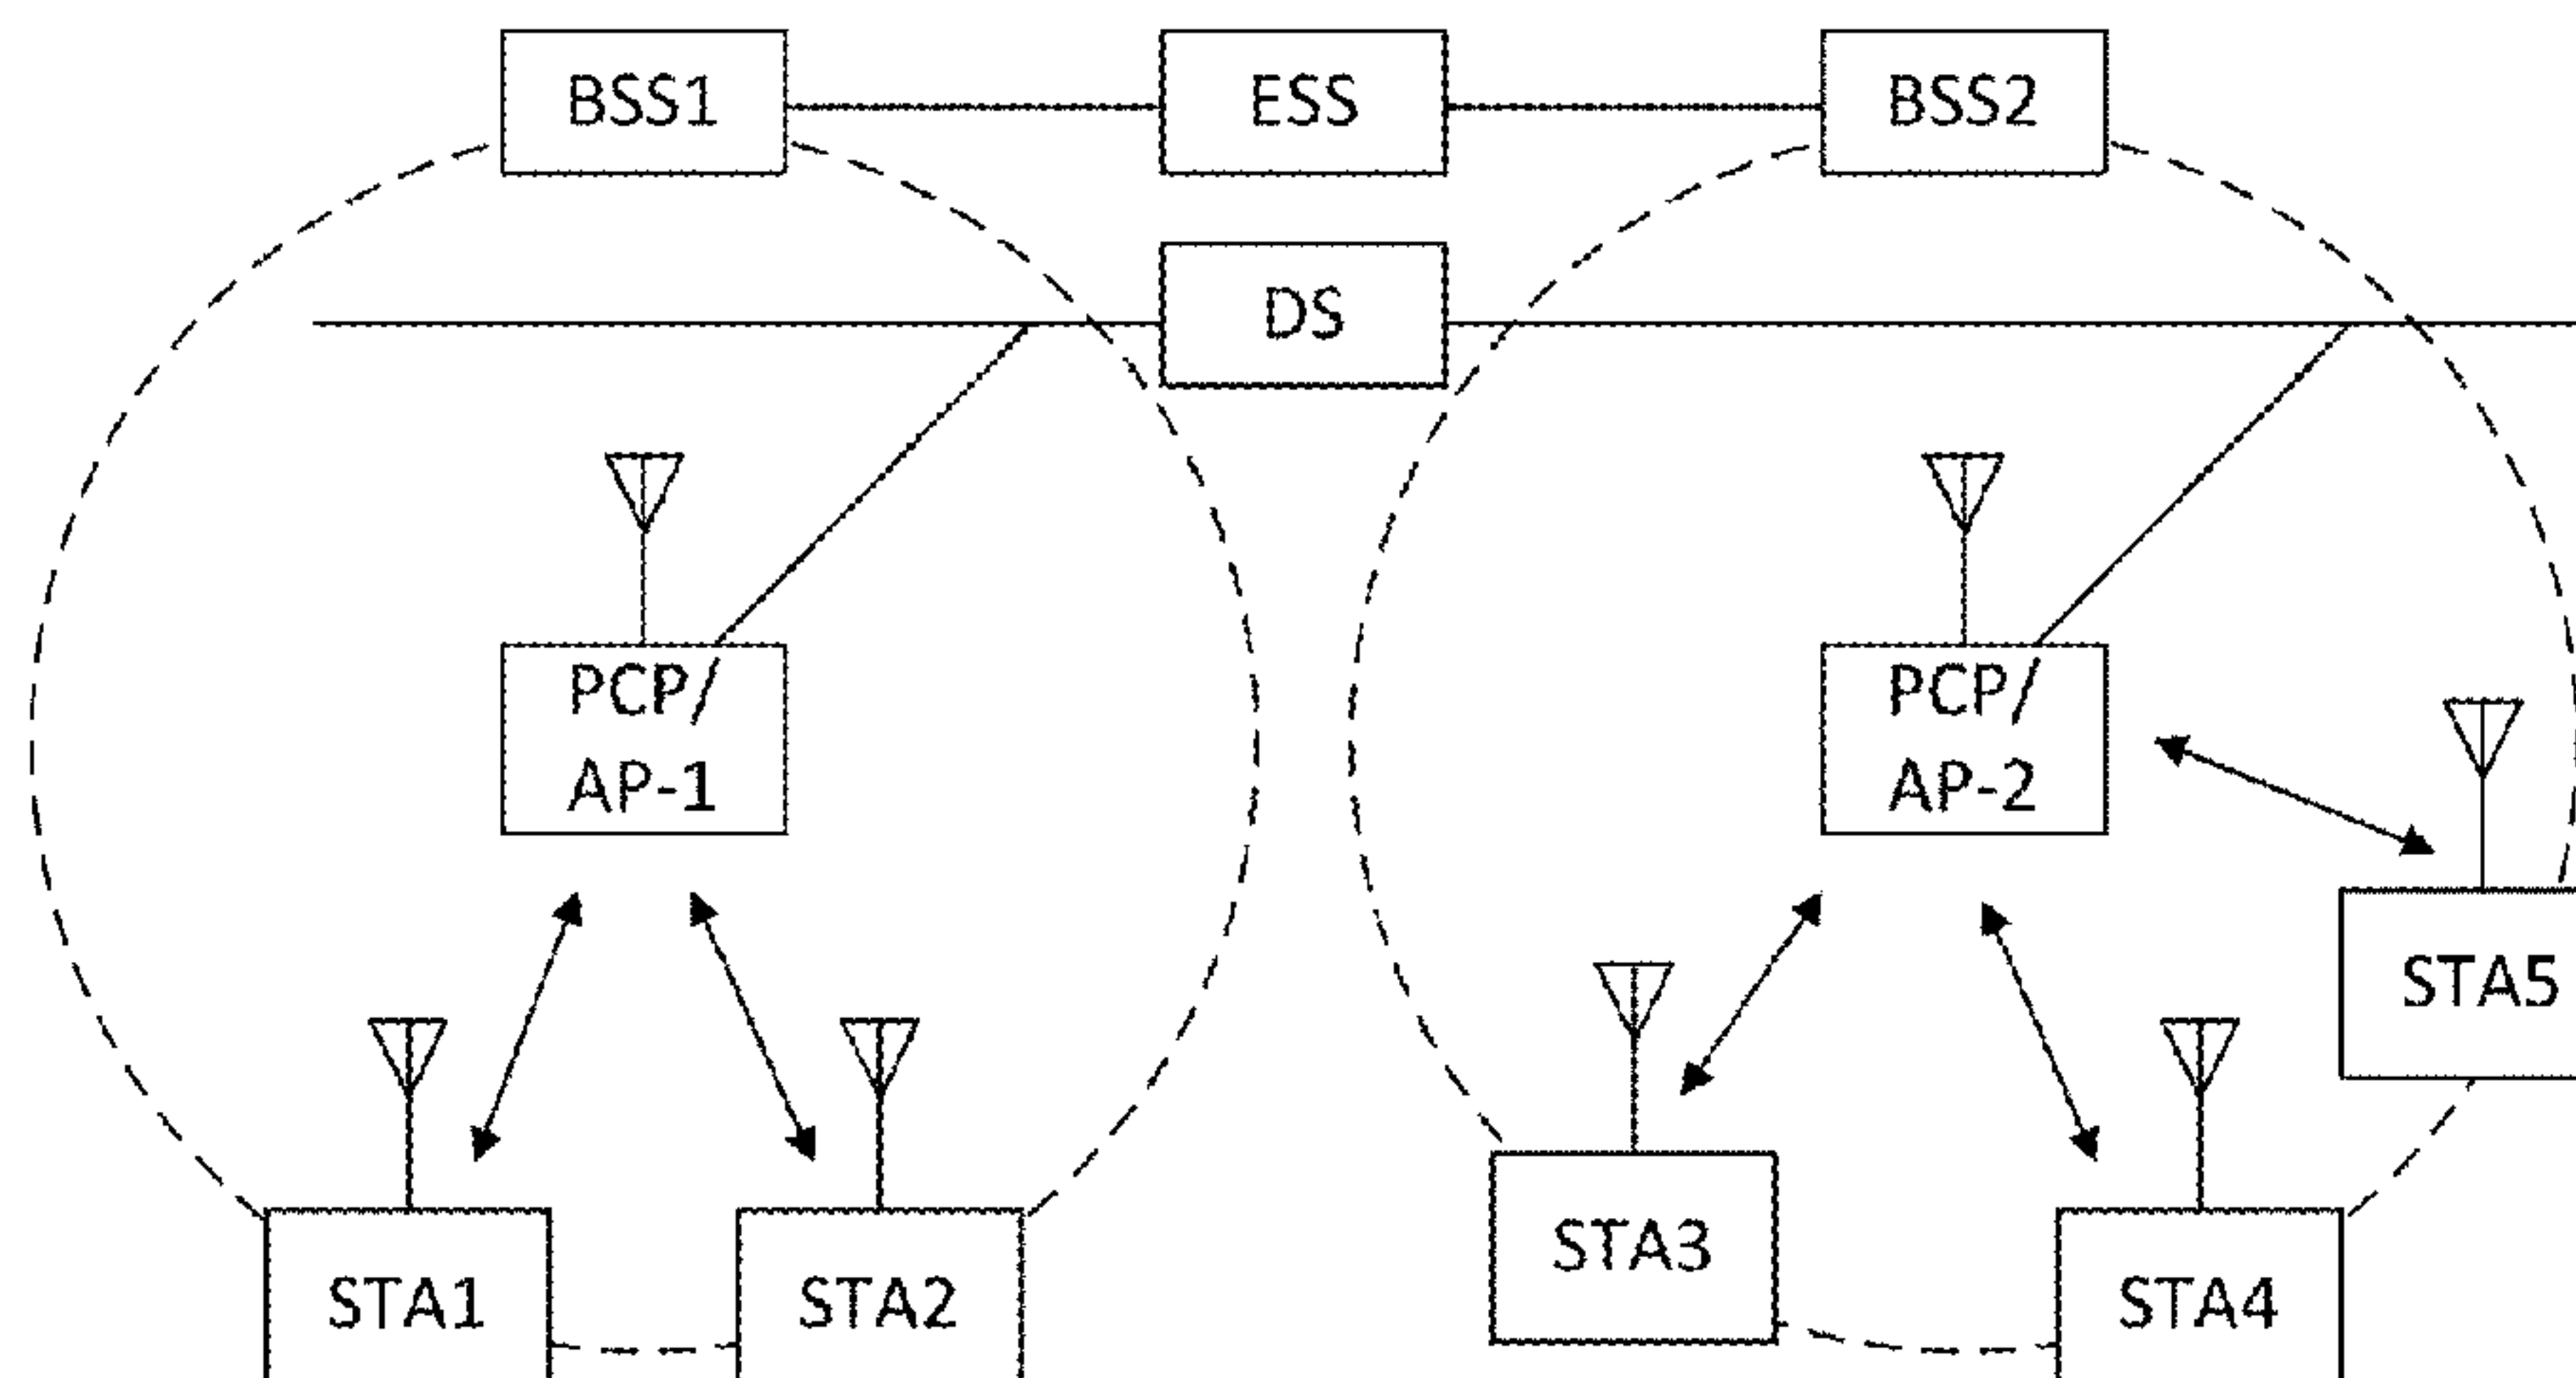 BSS1
ESS
BSS2
DS
PCP/
AP-1
PCP/
AP-2
STA5
STA3
STA1
STA2
STA4